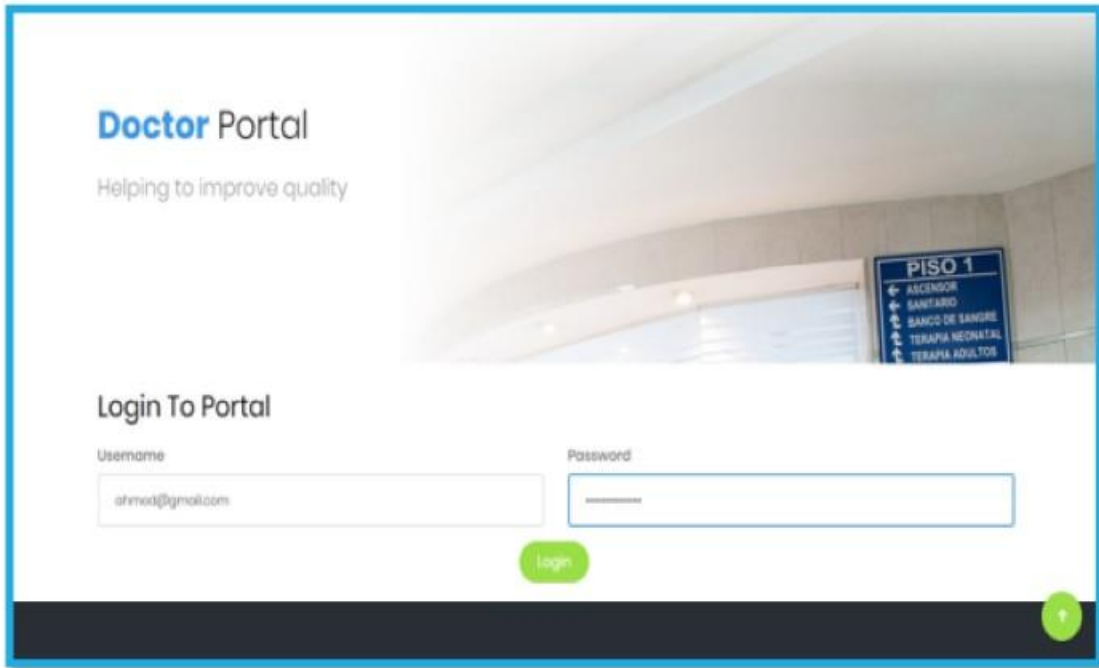 Doctor Portal
Helping to improve quality
PISO 1
← ASCENSOR
← SANITARIO
BANCO DE SANGRE
TERAPIA NEONATAL
TERAPIA ADULTOS
Login To Portal
Username
Password
ahmed@gmail.com
Login